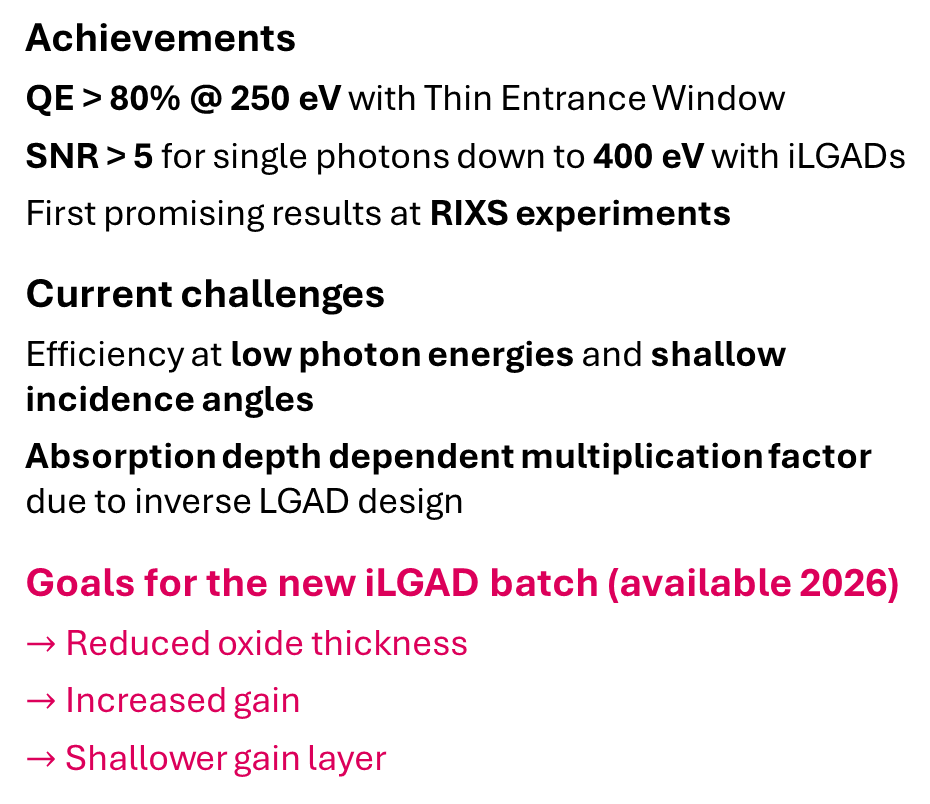 Achievements
QE > 80% @ 250 eV with Thin Entrance Window
SNR > 5 for single photons down to 400 eV with iLGADs
First promising results at RIXS experiments
Current challenges
Efficiency at low photon energies and shallow
incidence angles
Absorption depth dependent multiplication factor
due to inverse LGAD design
Goals for the new iLGAD batch (available 2026)
→ Reduced oxide thickness
→ Increased gain
→ Shallower gain layer